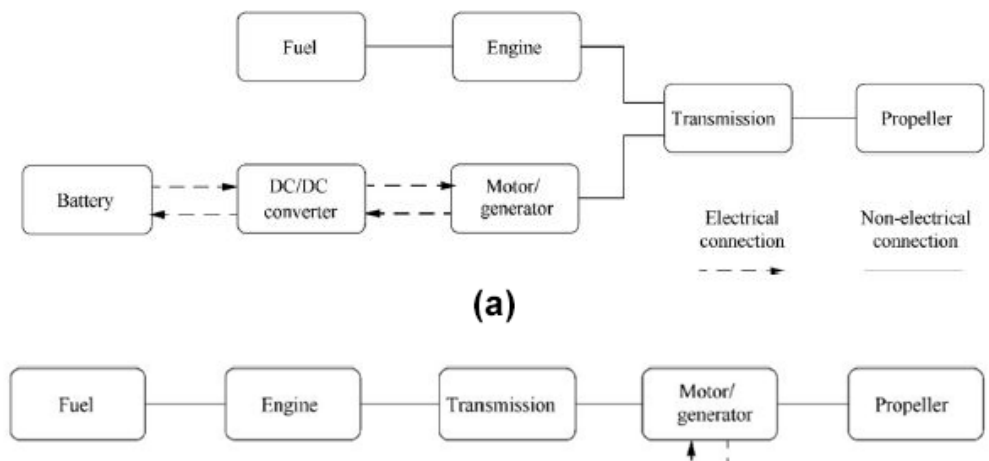 Fuel
Engine
Transmission
Propeller
Battery
DC/DC
converter
Motor/
generator
Electrical
connection
Non-electrical
connection
(a)
Fuel
Engine
Transmission
Motor/
generator
Propeller